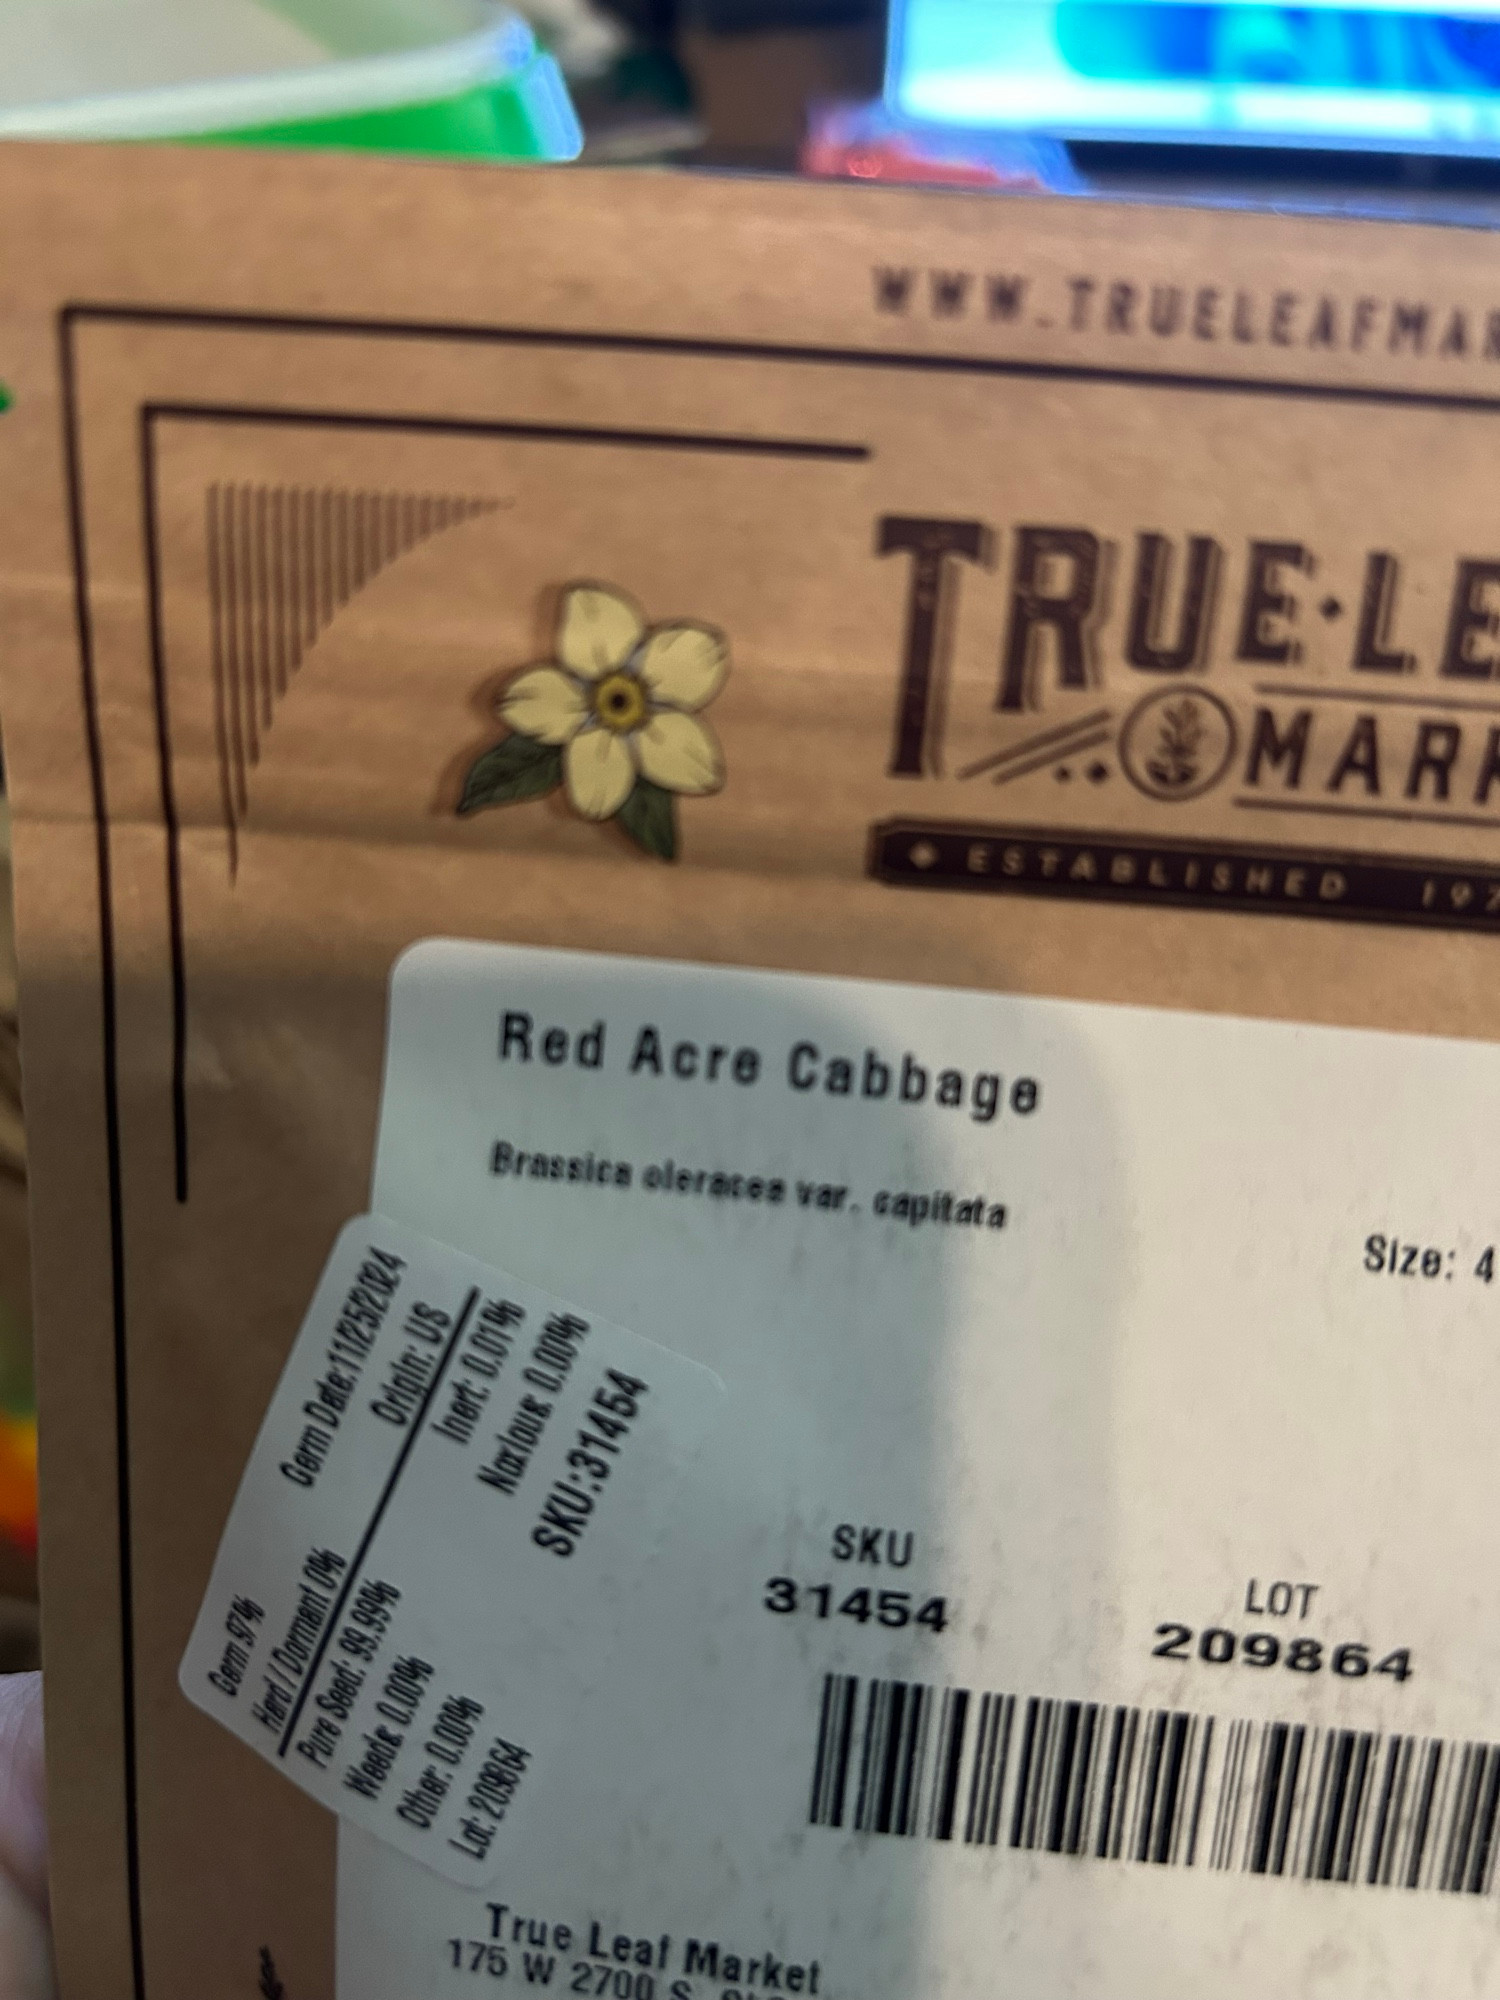 WWW.TRUELEAFMAR
TRUE·LE
MARK
ESTABLISHED 197
Red Acre Cabbage
Brassica oleracea var. capitata
Size: 4
Germ 97% Germ Date:11/25/2024
Hard / Dormant 0% Origin: US
Pure Seed: 99.99% Inert: 0.01%
Weeds: 0.00% Noxious: 0.00%
Other: 0.00% SKU:31454
Lot: 209864
SKU
31454
LOT
209864
True Leaf Market
175 W 2700 S